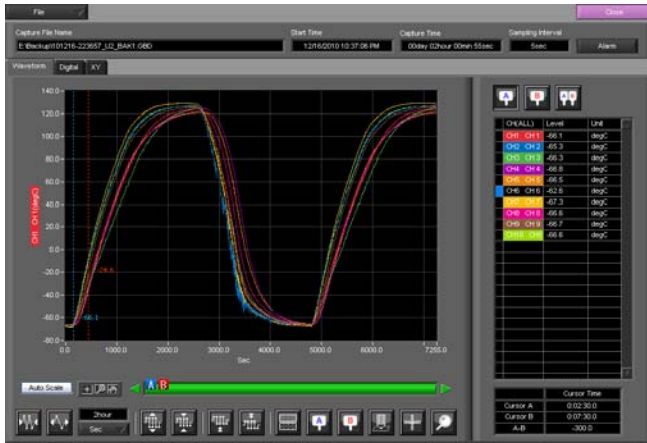 File
Close
Capture File Name
Start Time
Capture Time
Sampling Interval
E:\Backup\101216-223657_U2_BAK1.GBD
12/16/2010 10:37:06 PM
00day 02hour 00min 55sec
5sec
Alarm
Waveform Digital XY
140.0
120.0
100.0
80.0
60.0
40.0
20.0
0.0
-20.0
-40.0
-60.0
-80.0
CH1 CH 1(degC)
-28.8
-66.1
0.0 1000.0 2000.0 3000.0 4000.0 5000.0 6000.0 7255.0
Sec
A B
A B
CH(ALL) Level Unit
CH1 CH 1 -66.1 degC
CH2 CH 2 -65.3 degC
CH3 CH 3 -66.3 degC
CH4 CH 4 -66.8 degC
CH5 CH 5 -66.5 degC
CH6 CH 6 -62.6 degC
CH7 CH 7 -67.3 degC
CH8 CH 8 -66.6 degC
CH9 CH 9 -66.7 degC
-66.6 degC
Auto Scale
A B
2hour
Sec
A B
Cursor Time
Cursor A 0:02:30.0
Cursor B 0:07:30.0
A-B -300.0